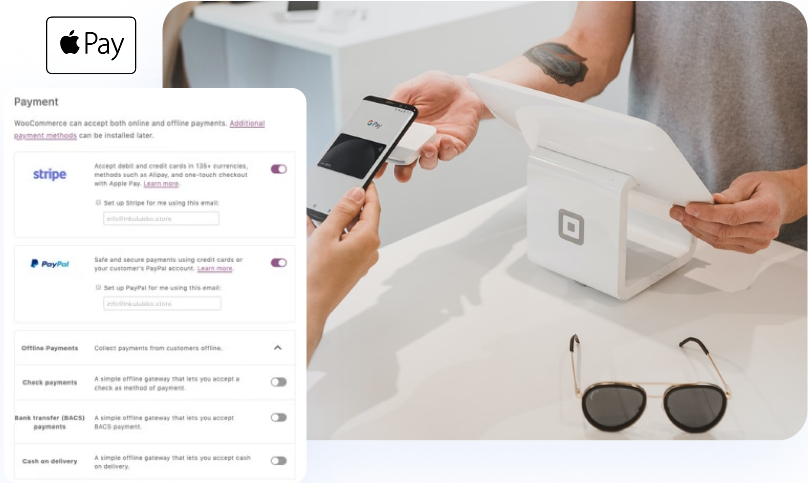 Pay
Payment
WooCommerce can accept both online and offline payments. Additional
payment methods can be installed later.
stripe
Accept debit and credit cards in 135+ currencies,
methods such as Alipay, and one-touch checkout
with Apple Pay. Learn more.
Set up Stripe for me using this email:
PayPal
Safe and secure payments using credit cards or
your customer's PayPal account. Learn more.
Set up PayPal for me using this email:
Offline Payments
Collect payments from customers offline.
Check payments
A simple offline gateway that lets you accept a
check as method of payment.
Bank transfer (BACS)
payments
A simple offline gateway that lets you accept
BACS payment.
Cash on delivery
A simple offline gateway that lets you accept cash
on delivery.
G Pay